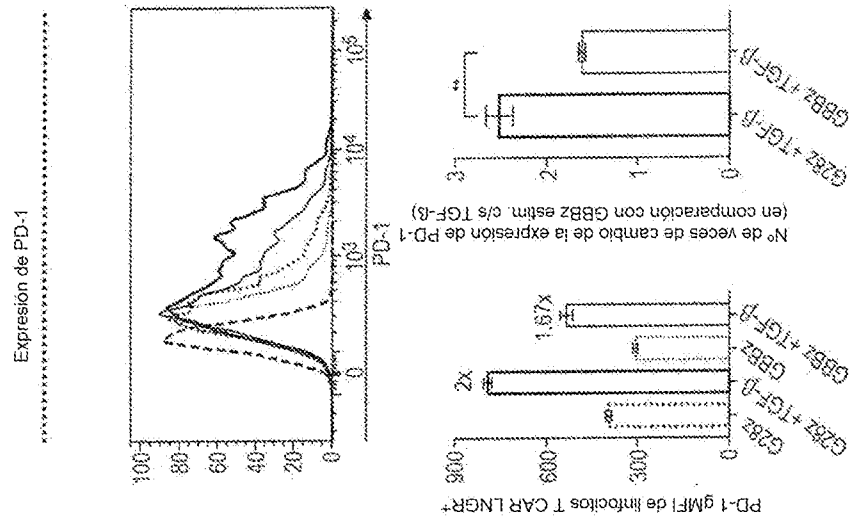 Expresión de PD-1
100
80
60
40
20
0
0
10³
10⁴
10⁵
PD-1
PD-1 gMFI de linfocitos T CAR LNGR⁺
900
600
300
0
2x
1.67x
G28z
G28z +TGF-β
GBBz
GBBz +TGF-β
Nº de veces de cambio de la expresión de PD-1
(en comparación con GBBz estim. c/s TGF-ß)
3
2
1
0
**
G28z +TGF-β
GBBz +TGF-β